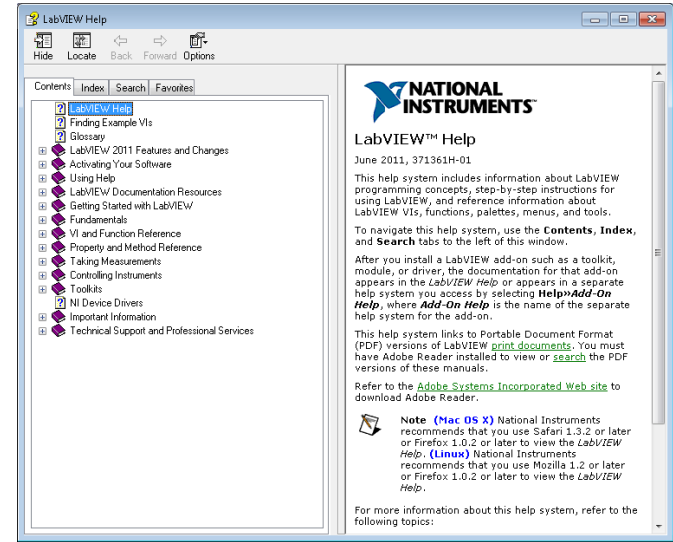 LabVIEW Help
Hide Locate Back Forward Options
Contents Index Search Favorites
LabVIEW Help
Finding Example VIs
Glossary
LabVIEW 2011 Features and Changes
Activating Your Software
Using Help
LabVIEW Documentation Resources
Getting Started with LabVIEW
Fundamentals
VI and Function Reference
Property and Method Reference
Taking Measurements
Controlling Instruments
Toolkits
NI Device Drivers
Important Information
Technical Support and Professional Services
NATIONAL
INSTRUMENTS™
LabVIEW™ Help
June 2011, 371361H-01
This help system includes information about LabVIEW
programming concepts, step-by-step instructions for
using LabVIEW, and reference information about
LabVIEW VIs, functions, palettes, menus, and tools.
To navigate this help system, use the Contents, Index,
and Search tabs to the left of this window.
After you install a LabVIEW add-on such as a toolkit,
module, or driver, the documentation for that add-on
appears in the LabVIEW Help or appears in a separate
help system you access by selecting Help»Add-On
Help, where Add-On Help is the name of the separate
help system for the add-on.
This help system links to Portable Document Format
(PDF) versions of LabVIEW print documents. You must
have Adobe Reader installed to view or search the PDF
versions of these manuals.
Refer to the Adobe Systems Incorporated Web site to
download Adobe Reader.
Note (Mac OS X) National Instruments
recommends that you use Safari 1.3.2 or later
or Firefox 1.0.2 or later to view the LabVIEW
Help. (Linux) National Instruments
recommends that you use Mozilla 1.2 or later
or Firefox 1.0.2 or later to view the LabVIEW
Help.
For more information about this help system, refer to the
following topics: